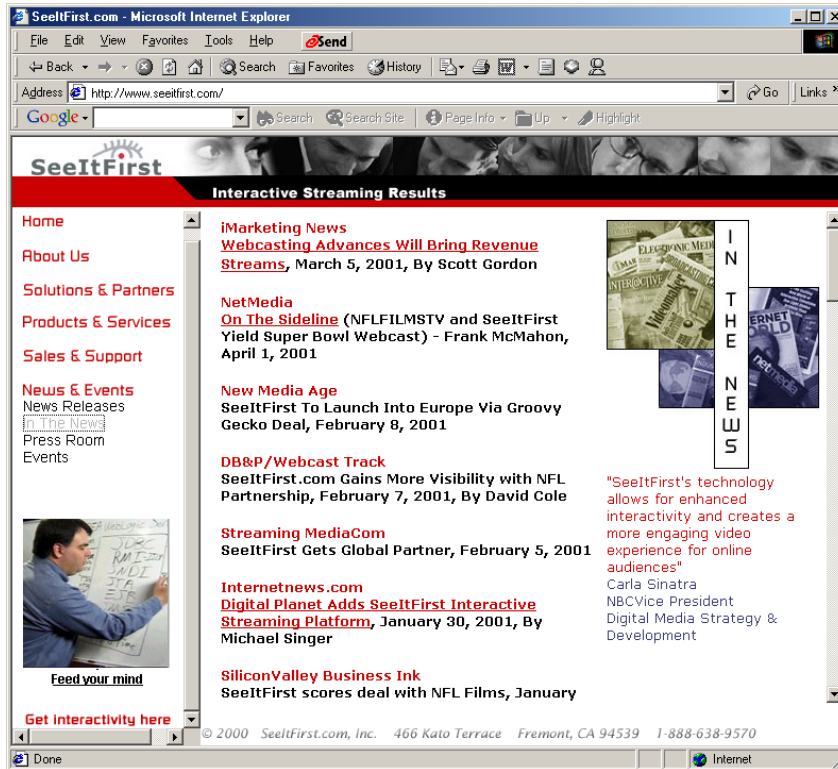 SeeItFirst.com - Microsoft Internet Explorer
File Edit View Favorites Tools Help Send
Back Search Favorites History
Address http://www.seeitfirst.com/ Go Links
Google Search Search Site Page Info Up Highlight
SeeItFirst
Interactive Streaming Results
Home
About Us
Solutions & Partners
Products & Services
Sales & Support
News & Events
News Releases
In The News
Press Room
Events
Feed your mind
Get interactivity here
iMarketing News
Webcasting Advances Will Bring Revenue
Streams, March 5, 2001, By Scott Gordon
NetMedia
On The Sideline (NFLFILMSTV and SeeItFirst
Yield Super Bowl Webcast) - Frank McMahon,
April 1, 2001
New Media Age
SeeItFirst To Launch Into Europe Via Groovy
Gecko Deal, February 8, 2001
DB&P/Webcast Track
SeeItFirst.com Gains More Visibility with NFL
Partnership, February 7, 2001, By David Cole
Streaming MediaCom
SeeItFirst Gets Global Partner, February 5, 2001
Internetnews.com
Digital Planet Adds SeeItFirst Interactive
Streaming Platform, January 30, 2001, By
Michael Singer
SiliconValley Business Ink
SeeItFirst scores deal with NFL Films, January
IN THE NEWS
"SeeItFirst's technology
allows for enhanced
interactivity and creates a
more engaging video
experience for online
audiences"
Carla Sinatra
NBCVice President
Digital Media Strategy &
Development
© 2000 SeeItFirst.com, Inc. 466 Kato Terrace Fremont, CA 94539 1-888-638-9570
Done Internet